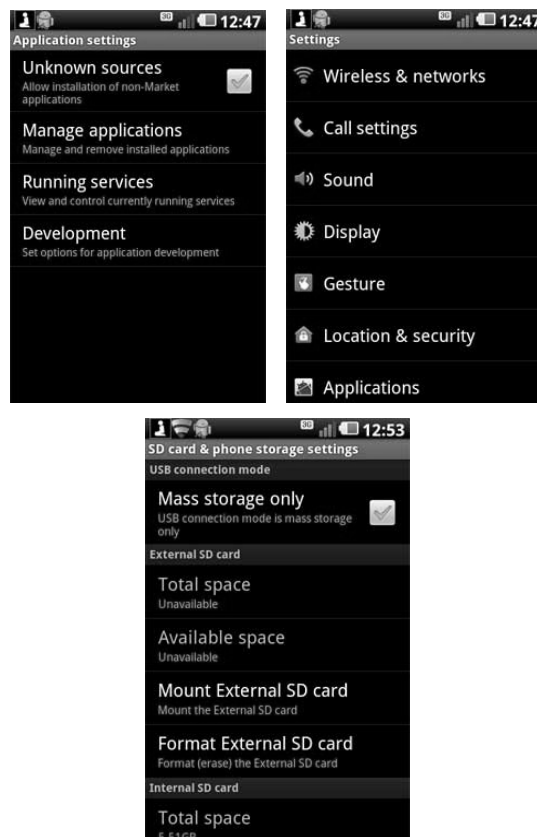 3G 12:47
Application settings
Unknown sources
Allow installation of non-Market
applications
Manage applications
Manage and remove installed applications
Running services
View and control currently running services
Development
Set options for application development
3G 12:47
Settings
Wireless & networks
Call settings
Sound
Display
Gesture
Location & security
Applications
3G 12:53
SD card & phone storage settings
USB connection mode
Mass storage only
USB connection mode is mass storage
only
External SD card
Total space
Unavailable
Available space
Unavailable
Mount External SD card
Mount the External SD card
Format External SD card
Format (erase) the External SD card
Internal SD card
Total space
5.51GB